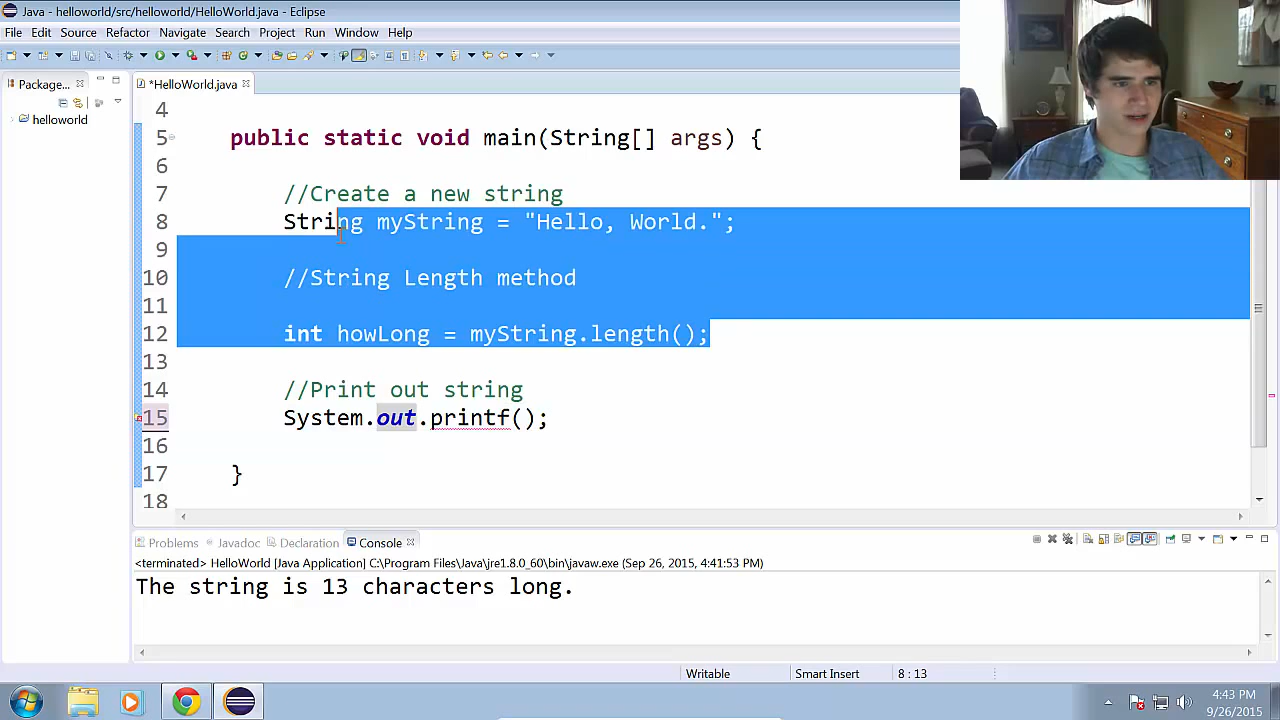 Java - helloworld/src/helloworld/HelloWorld.java - Eclipse
File Edit Source Refactor Navigate Search Project Run Window Help
Package...
*HelloWorld.java
helloworld
4
5 public static void main(String[] args) {
6
7 //Create a new string
8 String myString = "Hello, World.";
9
10 //String Length method
11
12 int howLong = myString.length();
13
14 //Print out string
15 System.out.printf();
16
17 }
18
Problems Javadoc Declaration Console
<terminated> HelloWorld [Java Application] C:\Program Files\Java\jre1.8.0_60\bin\javaw.exe (Sep 26, 2015, 4:41:53 PM)
The string is 13 characters long.
Writable Smart Insert 8 : 13
4:43 PM
9/26/2015